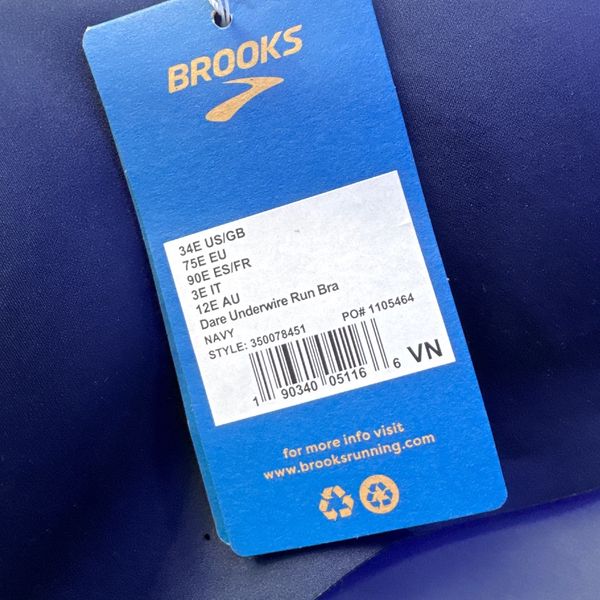 BROOKS
34E US/GB
75E EU
90E ES/FR
3E IT
12E AU
Dare Underwire Run Bra
NAVY
STYLE: 350078451 PO# 1105464
1 90340 05116 6 VN
for more info visit
www.brooksrunning.com